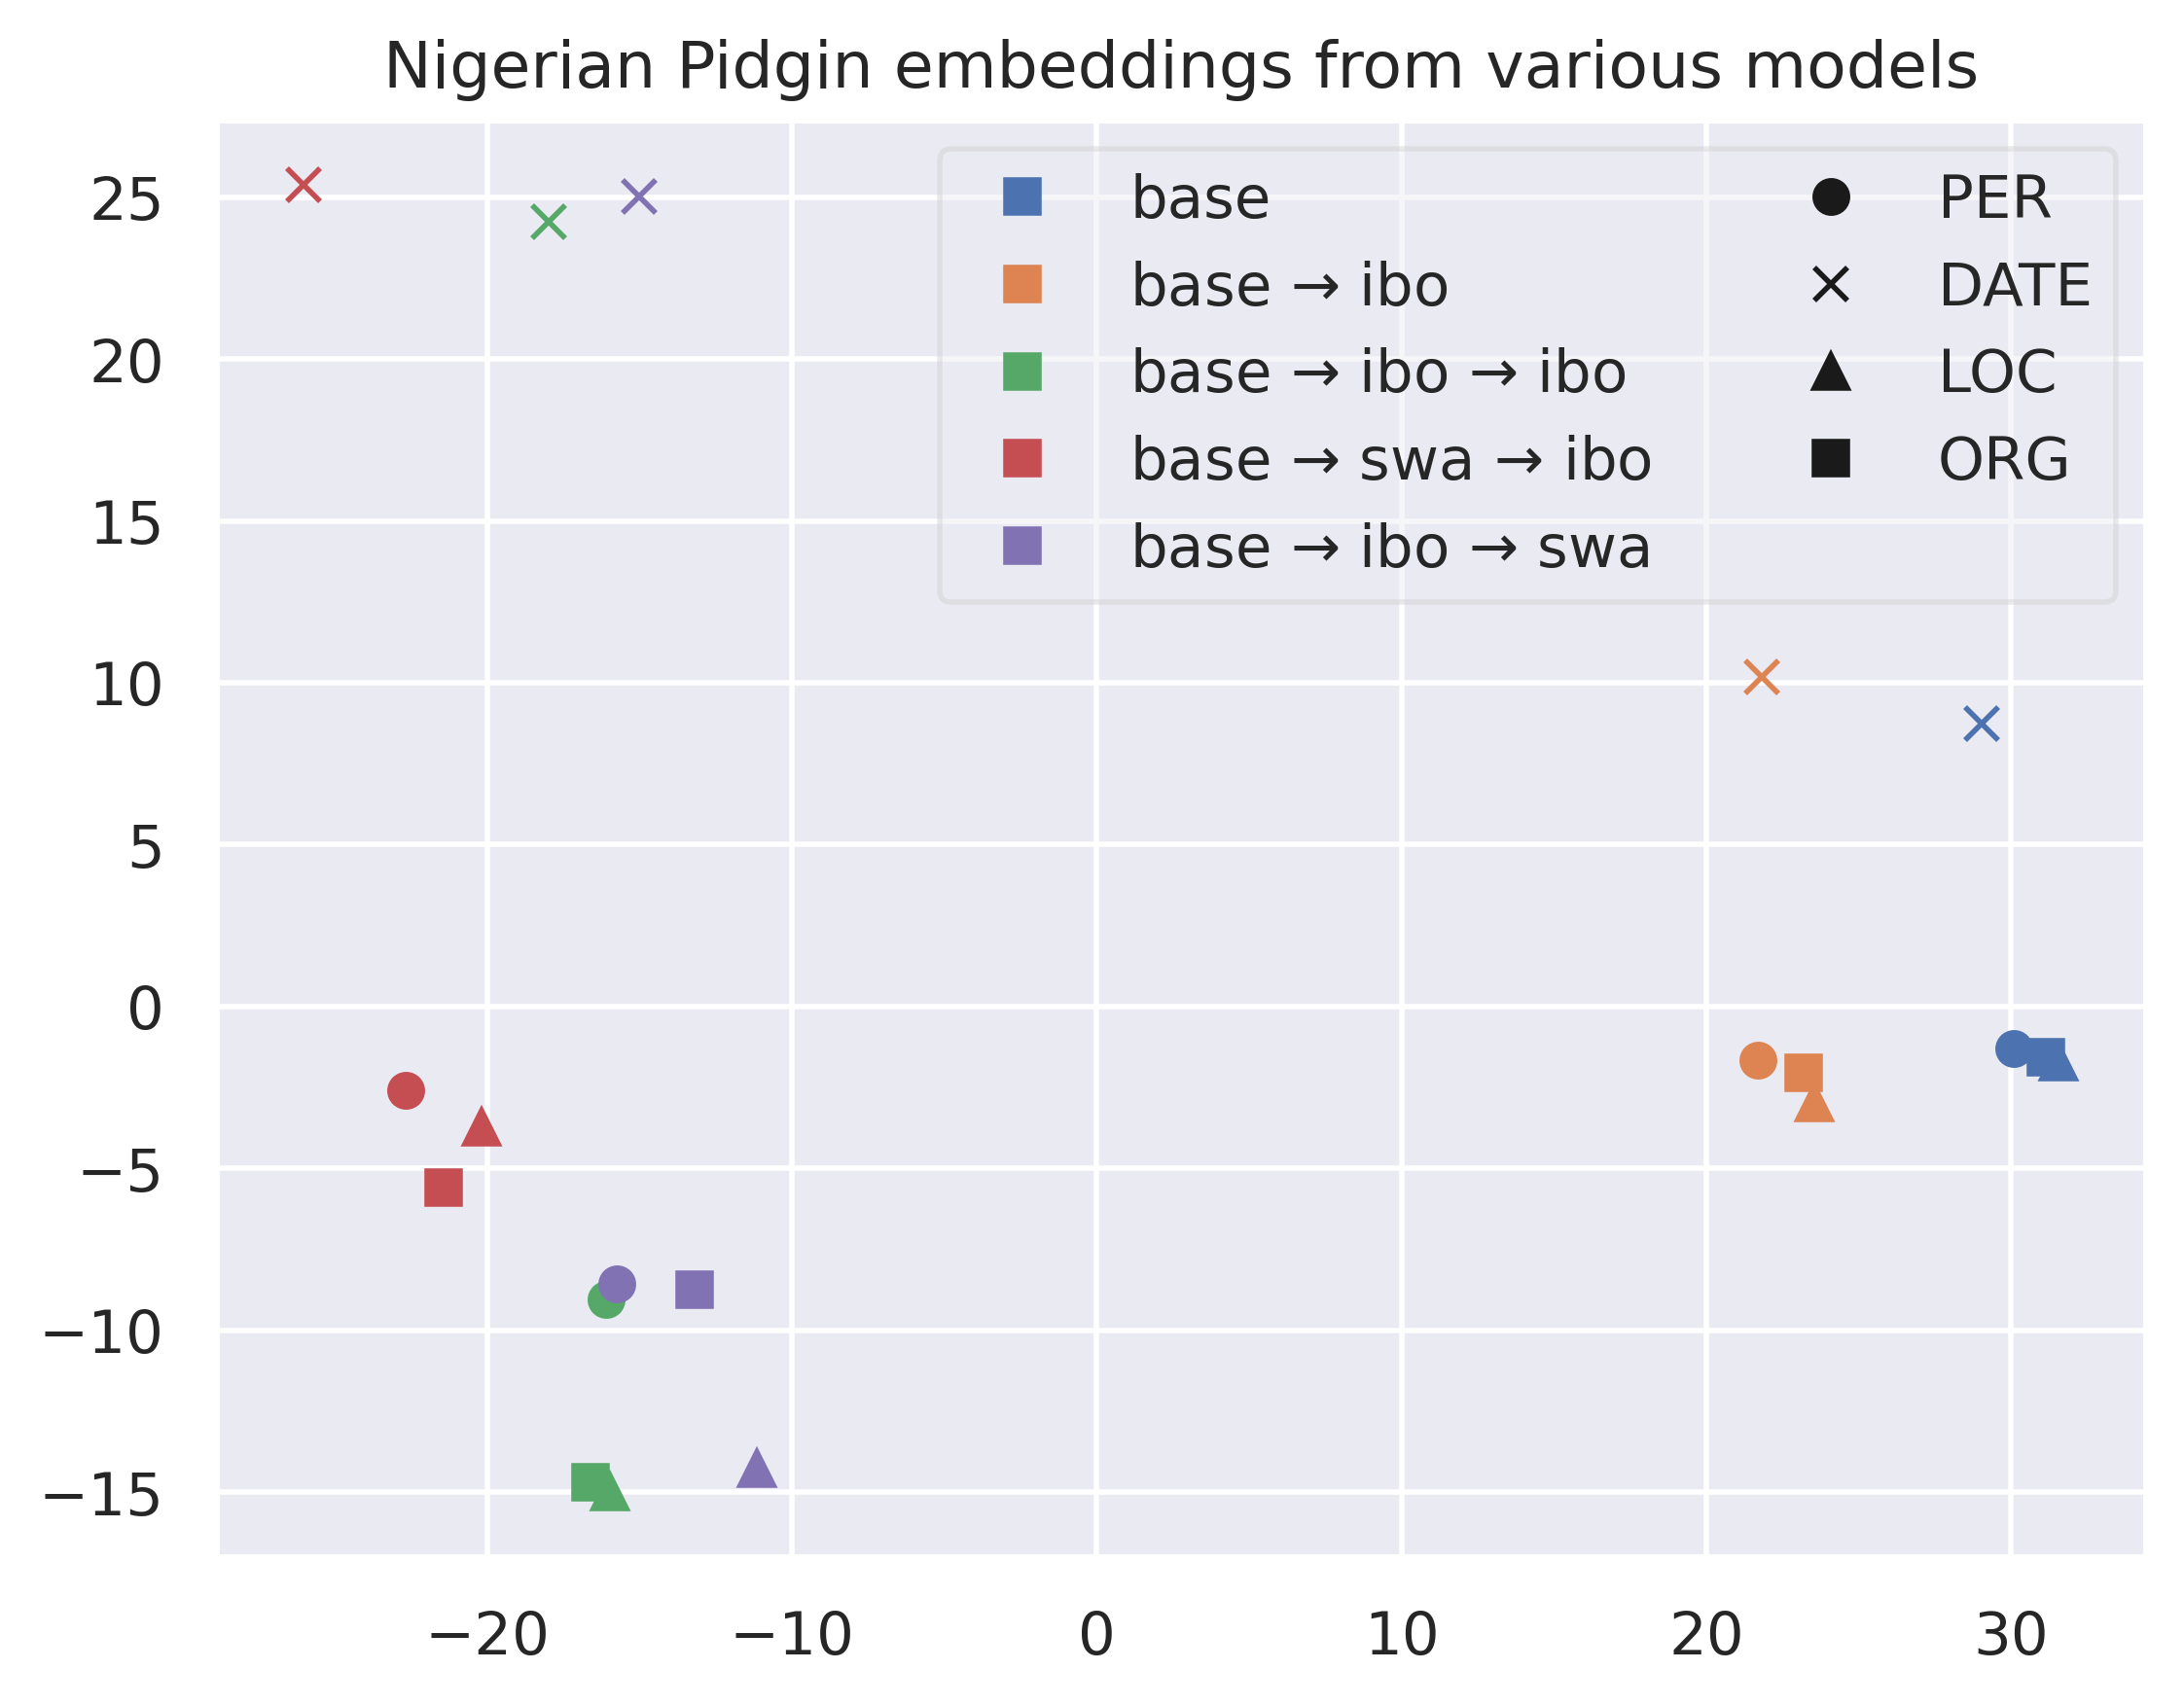 Nigerian Pidgin embeddings from various models
base
base → ibo
base → ibo → ibo
base → swa → ibo
base → ibo → swa
PER
DATE
LOC
ORG
25
20
15
10
5
0
−5
−10
−15
−20 −10 0 10 20 30